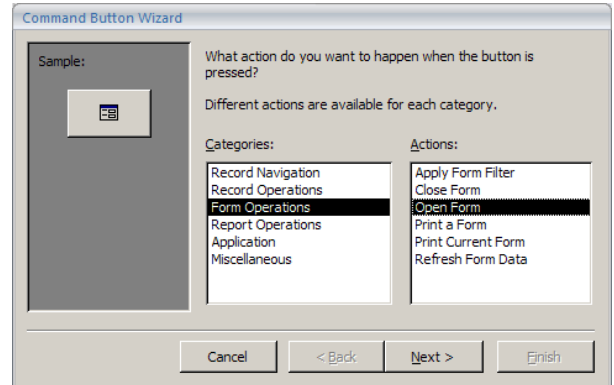 Command Button Wizard
Sample:
What action do you want to happen when the button is
pressed?
Different actions are available for each category.
Categories:
Record Navigation
Record Operations
Form Operations
Report Operations
Application
Miscellaneous
Actions:
Apply Form Filter
Close Form
Open Form
Print a Form
Print Current Form
Refresh Form Data
Cancel
< Back
Next >
Finish